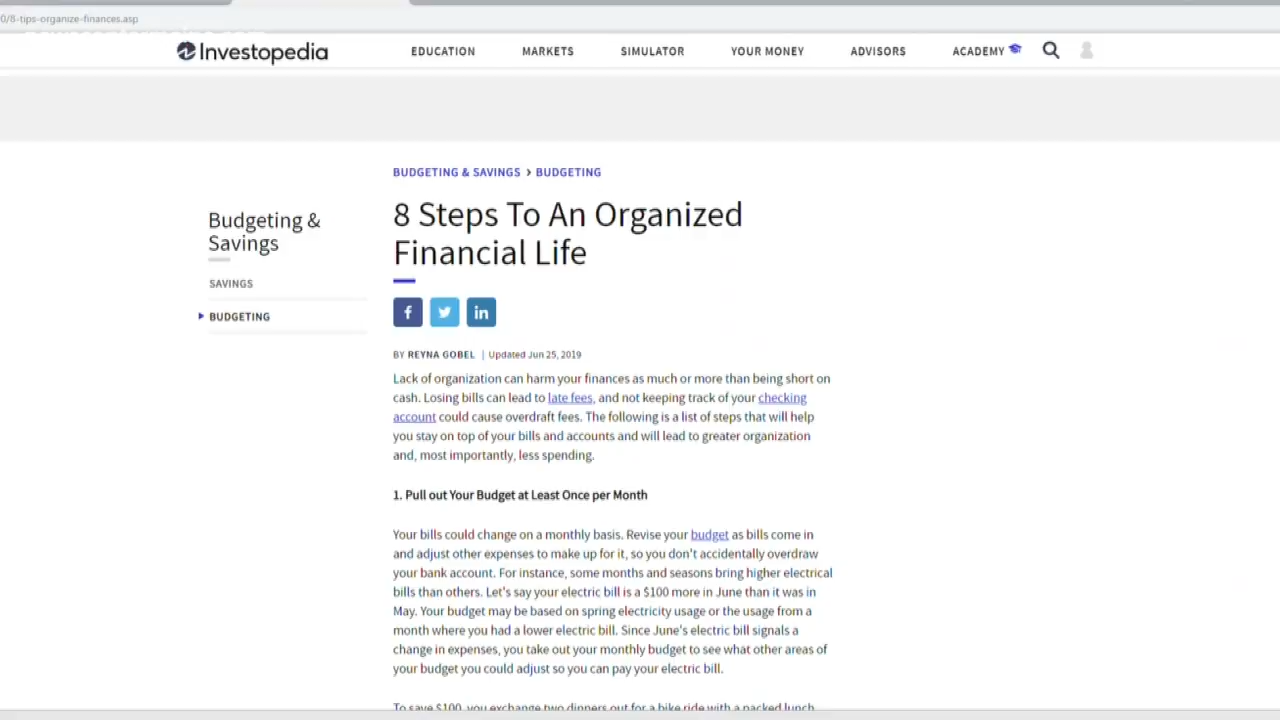 0/8-tips-organize-finances.asp
Investopedia
EDUCATION MARKETS SIMULATOR YOUR MONEY ADVISORS ACADEMY
BUDGETING & SAVINGS › BUDGETING
Budgeting &
Savings
SAVINGS
BUDGETING
8 Steps To An Organized
Financial Life
f
in
BY REYNA GOBEL | Updated Jun 25, 2019
Lack of organization can harm your finances as much or more than being short on
cash. Losing bills can lead to late fees, and not keeping track of your checking
account could cause overdraft fees. The following is a list of steps that will help
you stay on top of your bills and accounts and will lead to greater organization
and, most importantly, less spending.
1. Pull out Your Budget at Least Once per Month
Your bills could change on a monthly basis. Revise your budget as bills come in
and adjust other expenses to make up for it, so you don't accidentally overdraw
your bank account. For instance, some months and seasons bring higher electrical
bills than others. Let's say your electric bill is a $100 more in June than it was in
May. Your budget may be based on spring electricity usage or the usage from a
month where you had a lower electric bill. Since June's electric bill signals a
change in expenses, you take out your monthly budget to see what other areas of
your budget you could adjust so you can pay your electric bill.
To save $100, you exchange two dinners out for a bike ride with a packed lunch